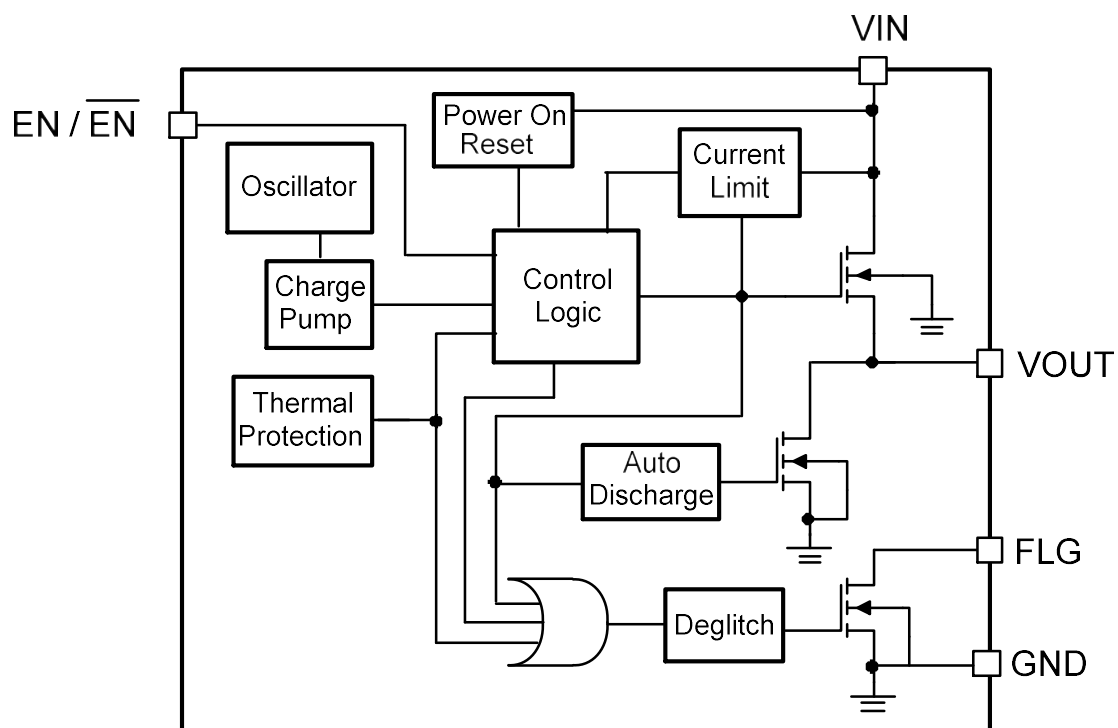 VIN
EN / EN
Power On
Reset
Current
Limit
Oscillator
Control
Logic
Charge
Pump
VOUT
Thermal
Protection
Auto
Discharge
FLG
Deglitch
GND